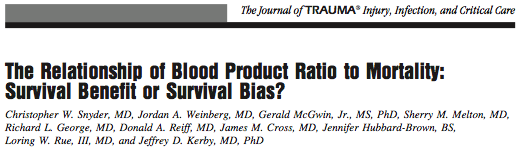 The Journal of TRAUMA® Injury, Infection, and Critical Care
The Relationship of Blood Product Ratio to Mortality:
Survival Benefit or Survival Bias?
Christopher W. Snyder, MD, Jordan A. Weinberg, MD, Gerald McGwin, Jr., MS, PhD, Sherry M. Melton, MD,
Richard L. George, MD, Donald A. Reiff, MD, James M. Cross, MD, Jennifer Hubbard-Brown, BS,
Loring W. Rue, III, MD, and Jeffrey D. Kerby, MD, PhD